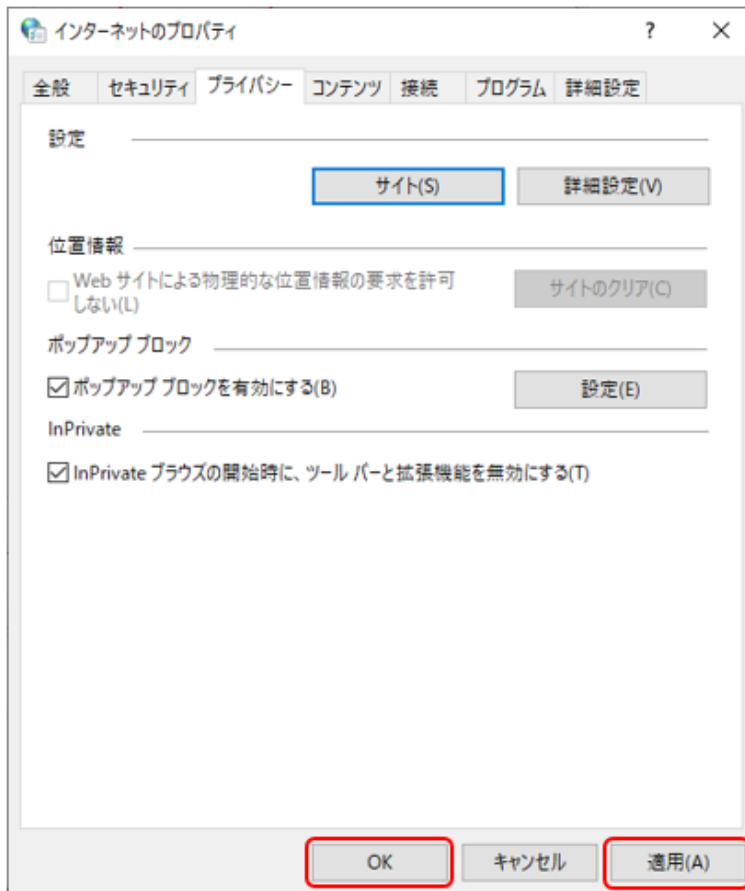 インターネットのプロパティ
?
全般 セキュリティ プライバシー コンテンツ 接続 プログラム 詳細設定
設定
サイト(S) 詳細設定(V)
位置情報
Web サイトによる物理的な位置情報の要求を許可
しない(L)
サイトのクリア(C)
ポップアップ ブロック
ポップアップ ブロックを有効にする(B) 設定(E)
InPrivate
InPrivate ブラウズの開始時に、ツール バーと拡張機能を無効にする(T)
OK キャンセル 適用(A)